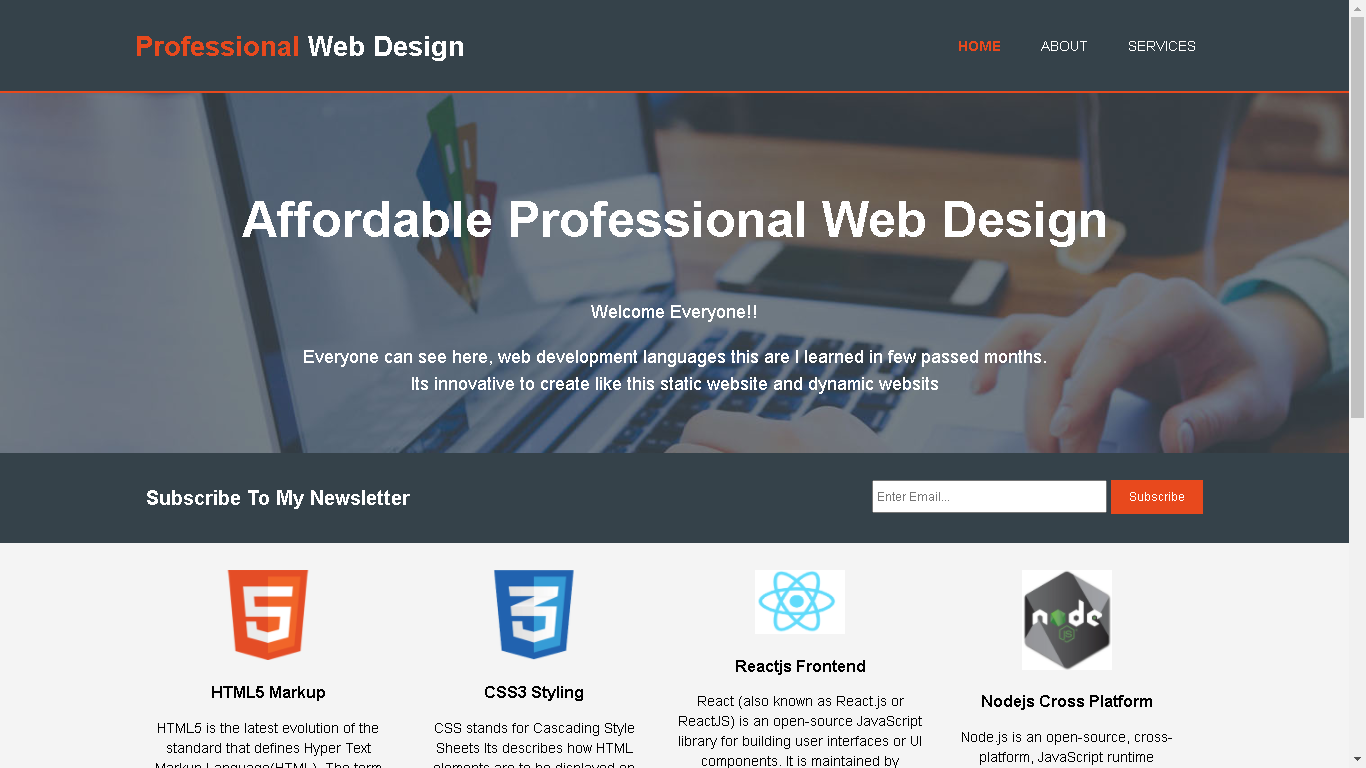 Professional Web Design
HOME
ABOUT
SERVICES
Affordable Professional Web Design
Welcome Everyone!!
Everyone can see here, web development languages this are I learned in few passed months.
Its innovative to create like this static website and dynamic websits
Subscribe To My Newsletter
Enter Email...
Subscribe
5
HTML5 Markup
HTML5 is the latest evolution of the
standard that defines Hyper Text
Markup Language(HTML). The term
3
CSS3 Styling
CSS stands for Cascading Style
Sheets Its describes how HTML
elements are to be displayed on
Reactjs Frontend
React (also known as React.js or
ReactJS) is an open-source JavaScript
library for building user interfaces or UI
components. It is maintained by
node
JS
Nodejs Cross Platform
Node.js is an open-source, cross-
platform, JavaScript runtime